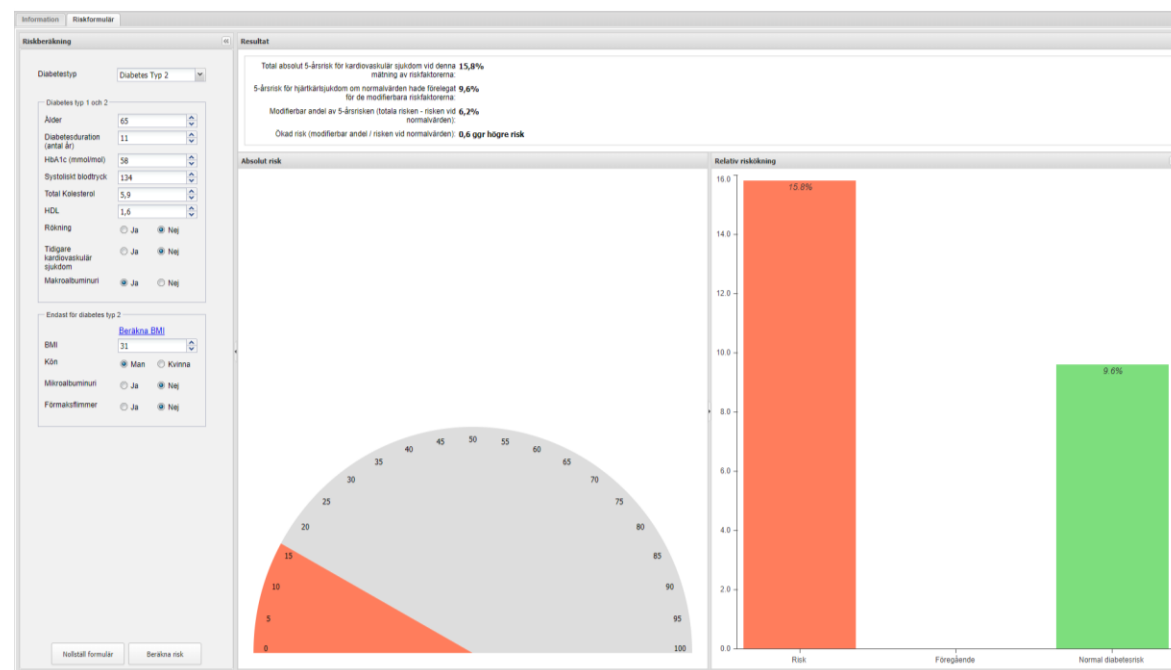 Information Riskformulär
Riskberäkning
Diabetestyp Diabetes Typ 2
Diabetes typ 1 och 2
Ålder 65
Diabetesduration 11
(antal år)
HbA1c (mmol/mol) 58
Systoliskt blodtryck 134
Total Kolesterol 5,9
HDL 1,6
Rökning Ja Nej
Tidigare Ja Nej
kardiovaskulär
sjukdom
Makroalbuminuri Ja Nej
Endast för diabetes typ 2
Beräkna BMI
BMI 31
Kön Man Kvinna
Mikroalbuminuri Ja Nej
Förmaksflimmer Ja Nej
Nollställ formulär Beräkna risk
Resultat
Total absolut 5-årsrisk för kardiovaskulär sjukdom vid denna 15,8%
mätning av riskfaktorerna:
5-årsrisk för hjärtkärlsjukdom om normalvärden hade förelegat 9,6%
för de modifierbara riskfaktorerna:
Modifierbar andel av 5-årsrisken (totala risken - risken vid 6,2%
normalvärden):
Ökad risk (modifierbar andel / risken vid normalvärden): 0,6 ggr högre risk
Absolut risk
0
5
10
15
20
25
30
35
40
45
50
55
60
65
70
75
80
85
90
95
100
Relativ riskökning
16.0
14.0
12.0
10.0
8.0
6.0
4.0
2.0
0.0
15.8%
9.6%
Risk Föregående Normal diabetesrisk